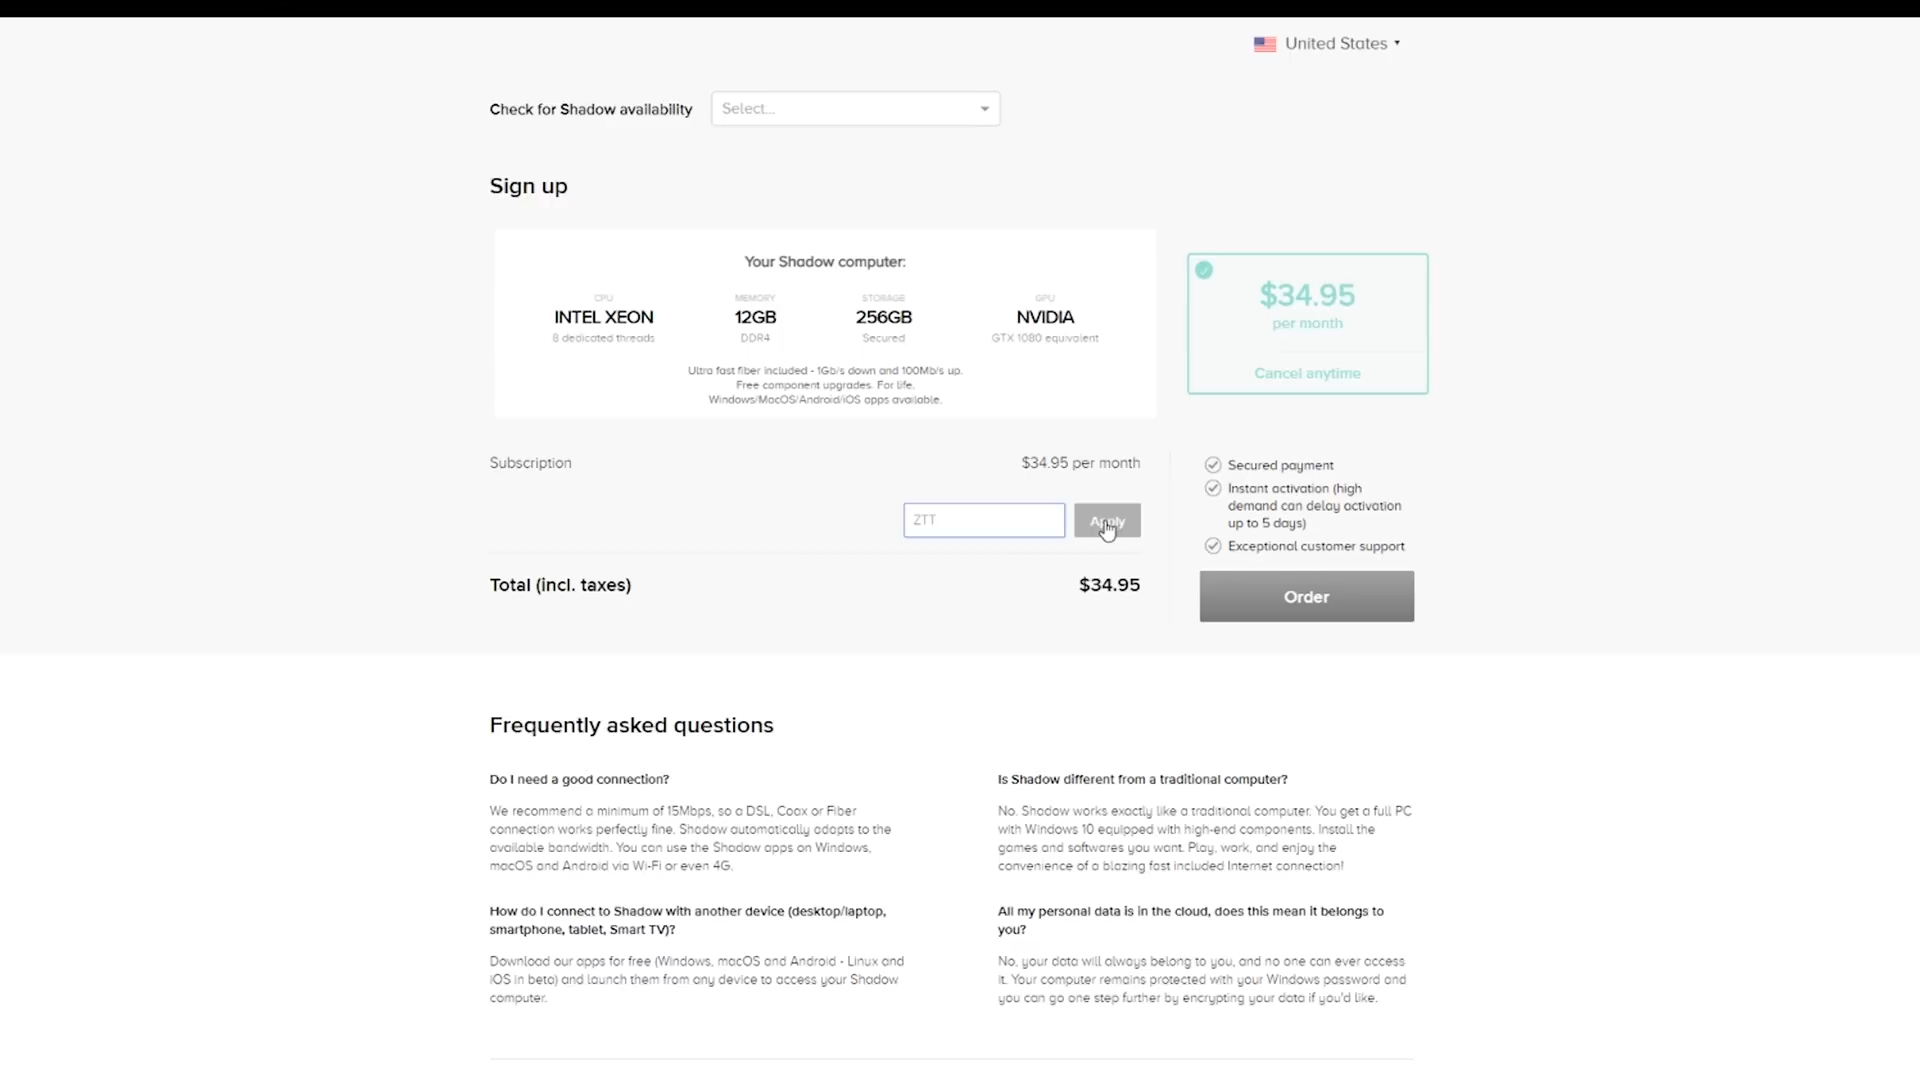 United States
Check for Shadow availability
Select...
Sign up
Your Shadow computer:
CPU
INTEL XEON
8 dedicated threads
MEMORY
12GB
DDR4
STORAGE
256GB
Secured
GPU
NVIDIA
GTX 1080 equivalent
Ultra fast fiber included - 1Gb/s down and 100Mb/s up.
Free component upgrades. For life.
Windows/MacOS/Android/iOS apps available.
$34.95
per month
Cancel anytime
Subscription
$34.95 per month
ZTT
Apply
Total (incl. taxes)
$34.95
Secured payment
Instant activation (high
demand can delay activation
up to 5 days)
Exceptional customer support
Order
Frequently asked questions
Do I need a good connection?
We recommend a minimum of 15Mbps, so a DSL, Coax or Fiber
connection works perfectly fine. Shadow automatically adapts to the
available bandwidth. You can use the Shadow apps on Windows,
macOS and Android via Wi-Fi or even 4G.
Is Shadow different from a traditional computer?
No. Shadow works exactly like a traditional computer. You get a full PC
with Windows 10 equipped with high-end components. Install the
games and softwares you want. Play, work, and enjoy the
convenience of a blazing fast included Internet connection!
How do I connect to Shadow with another device (desktop/laptop,
smartphone, tablet, Smart TV)?
Download our apps for free (Windows, macOS and Android - Linux and
iOS in beta) and launch them from any device to access your Shadow
computer.
All my personal data is in the cloud, does this mean it belongs to
you?
No, your data will always belong to you, and no one can ever access
it. Your computer remains protected with your Windows password and
you can go one step further by encrypting your data if you'd like.